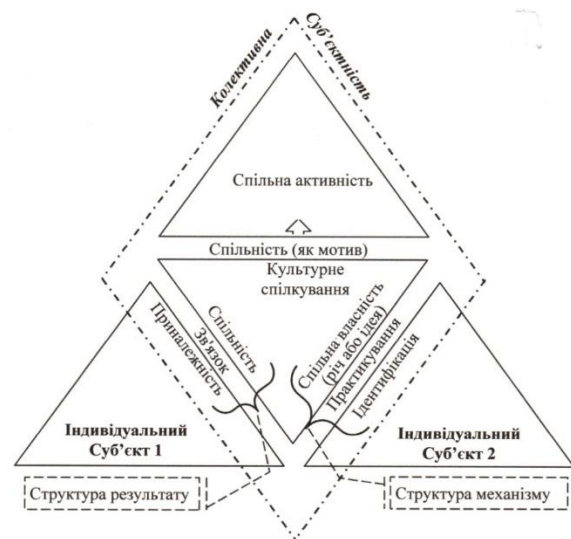 Колективна
Суб’єктність
Спільна активність
Спільність (як мотив)
Культурне
спілкування
Спільність
Зв'язок
Приналежність
Спільна власність
(річ або ідея)
Практикування
Ідентифікація
Індивідуальний
Суб’єкт 1
Індивідуальний
Суб’єкт 2
Структура результату
Структура механізму